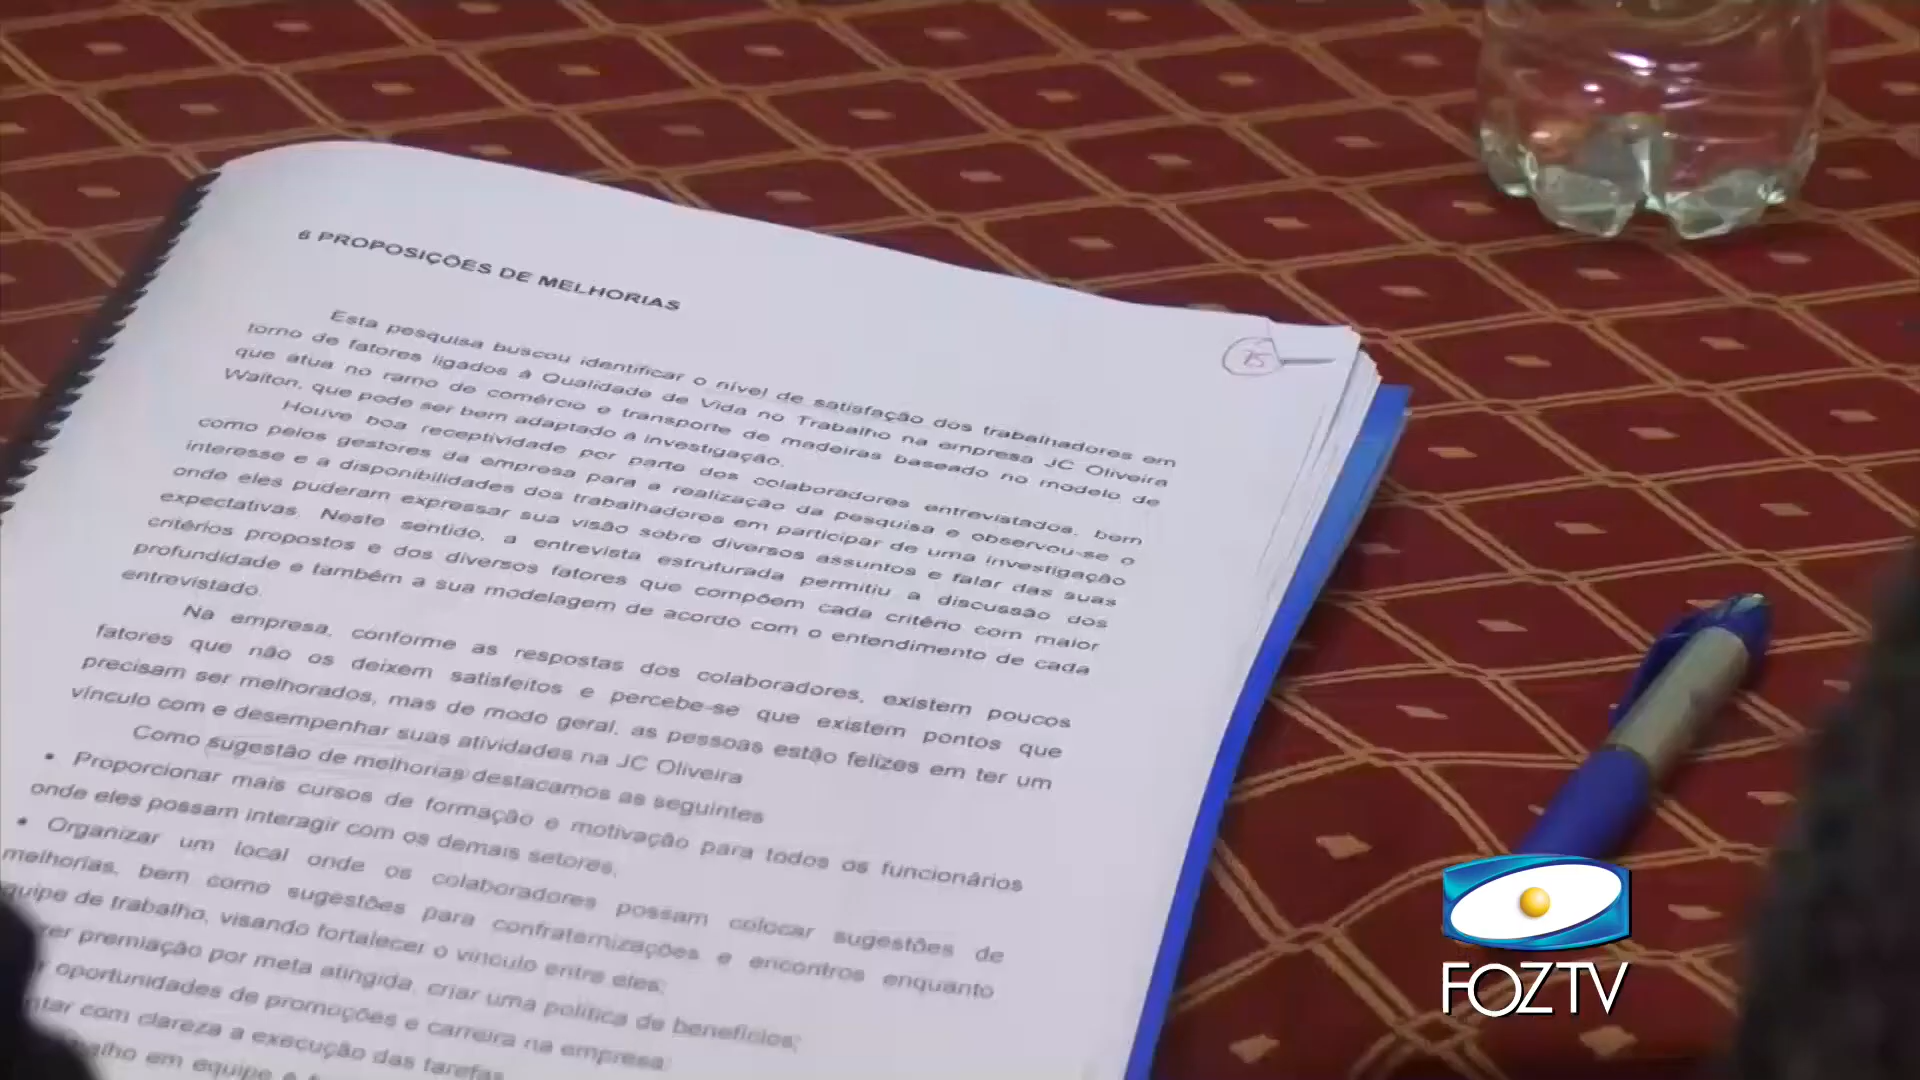 6 PROPOSIÇÕES DE MELHORIAS
75
Esta pesquisa buscou identificar o nível de satisfação dos trabalhadores em
torno de fatores ligados á Qualidade de Vida no Trabalho na empresa JC Oliveira
que atua no ramo de comércio e transporte de madeiras baseado no modelo de
Walton, que pode ser bem adaptado á investigação.
Houve boa receptividade por parte dos colaboradores entrevistados, bem
como pelos gestores da empresa para a realização da pesquisa e observou-se o
interesse e a disponibilidades dos trabalhadores em participar de uma investigação
onde eles puderam expressar sua visão sobre diversos assuntos e falar das suas
expectativas. Neste sentido, a entrevista estruturada permitiu a discussão dos
critérios propostos e dos diversos fatores que compõem cada critério com maior
profundidade e também a sua modelagem de acordo com o entendimento de cada
entrevistado.
Na empresa, conforme as respostas dos colaboradores, existem poucos
fatores que não os deixem satisfeitos e percebe-se que existem pontos que
precisam ser melhorados, mas de modo geral, as pessoas estão felizes em ter um
vínculo com e desempenhar suas atividades na JC Oliveira
Como sugestão de melhorias destacamos as seguintes
• Proporcionar mais cursos de formação e motivação para todos os funcionários
onde eles possam interagir com os demais setores;
• Organizar um local onde os colaboradores possam colocar sugestões de
melhorias, bem como sugestões para confraternizações e encontros enquanto
quipe de trabalho, visando fortalecer o vínculo entre eles;
zer premiação por meta atingida, criar uma política de benefícios;
r oportunidades de promoções e carreira na empresa;
ntar com clareza a execução das tarefas
alho em equipe e
FOZTV